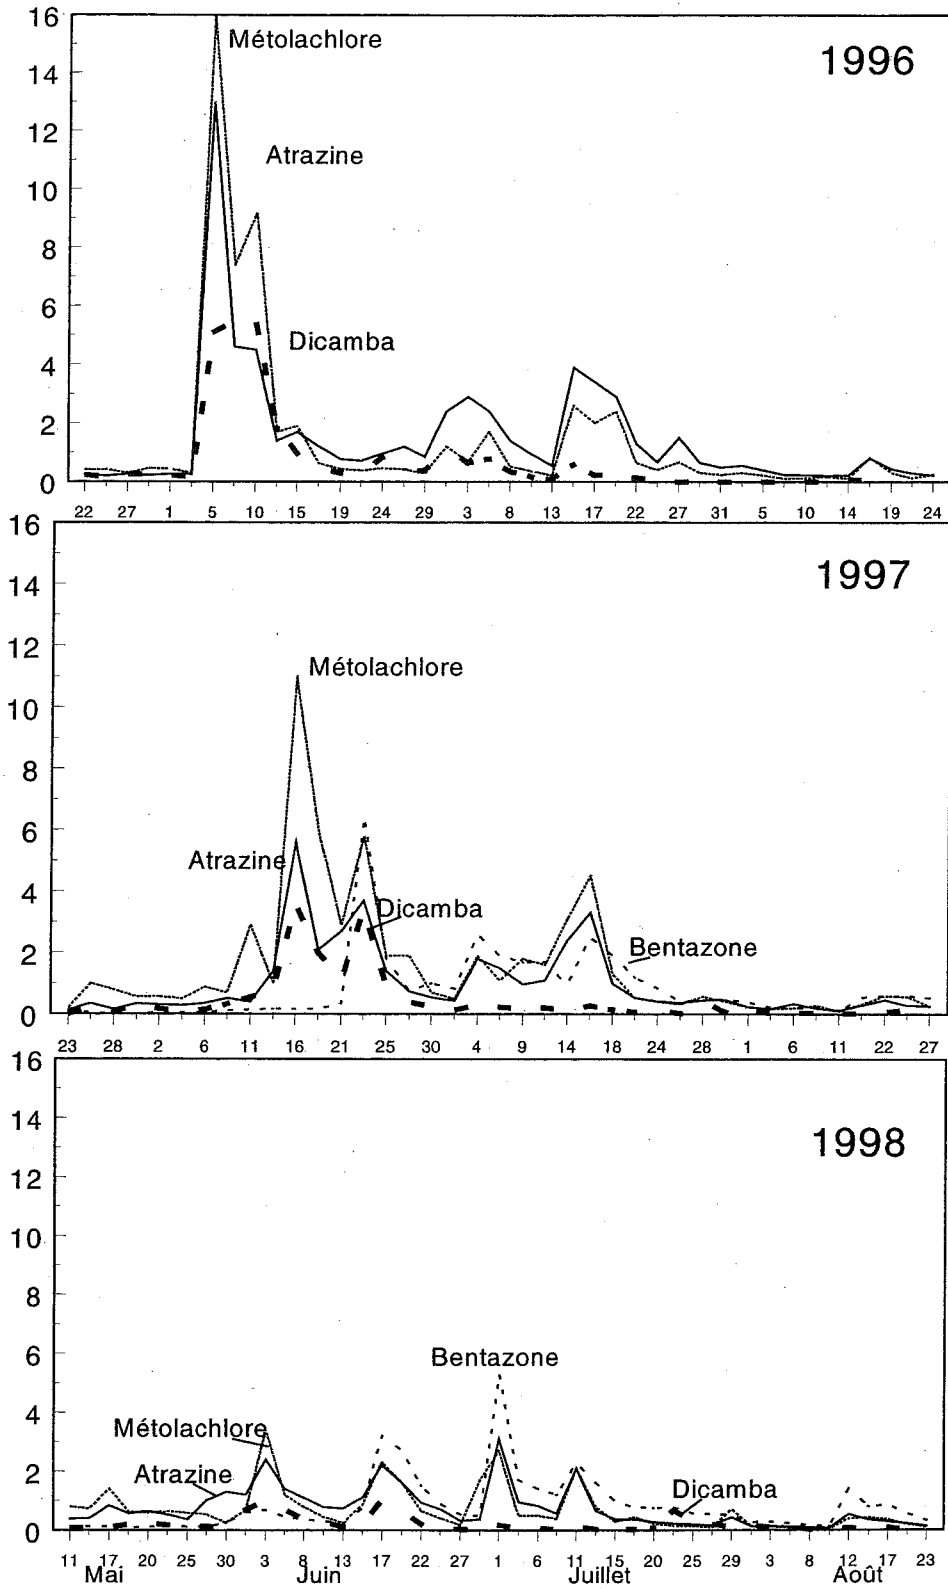 16
Métolachlore
1996
14
12
Atrazine
10
8
6
Dicamba
4
2
0
22 27 1 5 10 15 19 24 29 3 8 13 17 22 27 31 5 10 14 19 24
16
1997
14
12
Métolachlore
10
8
6
Atrazine
4
Dicamba
Bentazone
2
0
23 28 2 6 11 16 21 25 30 4 9 14 18 24 28 1 6 11 22 27
16
14
1998
12
10
8
6
Bentazone
4
Métolachlore
2
Atrazine
Dicamba
0
11 17 20 25 30 3 8 13 17 22 27 1 6 11 15 20 25 29 3 8 12 17 23
Mai Juin Juillet Août